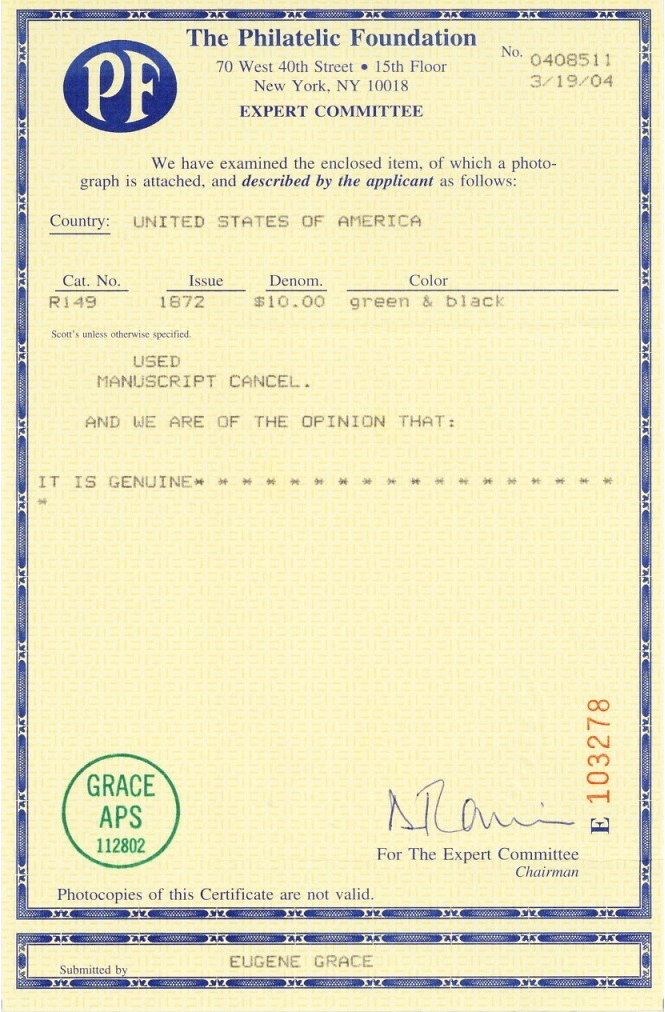 PF
The Philatelic Foundation
70 West 40th Street • 15th Floor
New York, NY 10018
EXPERT COMMITTEE
No. 0408511
3/19/04
We have examined the enclosed item, of which a photo-
graph is attached, and described by the applicant as follows:
Country: UNITED STATES OF AMERICA
Cat. No. Issue Denom. Color
R149 1872 $10.00 green & black
Scott's unless otherwise specified.
USED
MANUSCRIPT CANCEL.
AND WE ARE OF THE OPINION THAT:
IT IS GENUINE* * * * * * * * * * * * * * * * * *
*
E 103278
GRACE
APS
112802
For The Expert Committee
Chairman
Photocopies of this Certificate are not valid.
Submitted by EUGENE GRACE